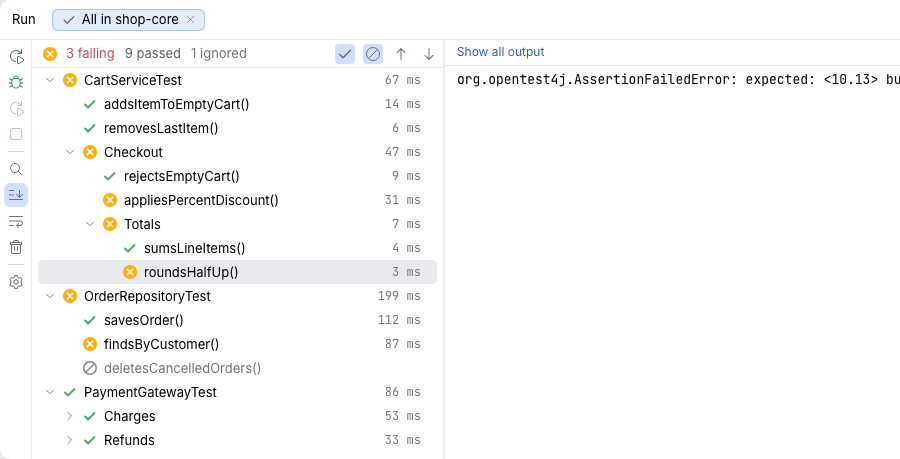 Run All in shop-core
3 failing 9 passed 1 ignored
Show all output
CartServiceTest 67 ms
org.opentest4j.AssertionFailedError: expected: <10.13> bu
addsItemToEmptyCart() 14 ms
removesLastItem() 6 ms
Checkout 47 ms
rejectsEmptyCart() 9 ms
appliesPercentDiscount() 31 ms
Totals 7 ms
sumsLineItems() 4 ms
roundsHalfUp() 3 ms
OrderRepositoryTest 199 ms
savesOrder() 112 ms
findsByCustomer() 87 ms
deletesCancelledOrders()
PaymentGatewayTest 86 ms
Charges 53 ms
Refunds 33 ms